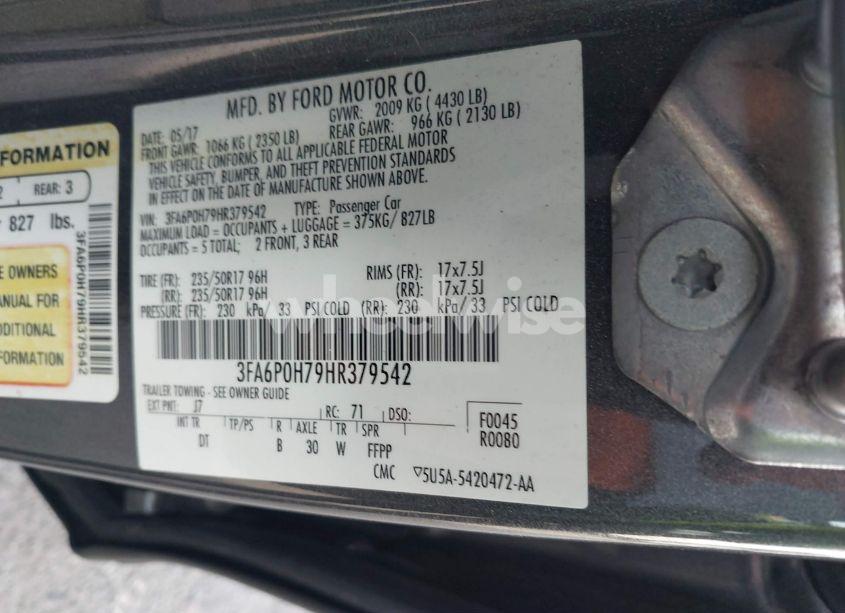 FORMATION
2 REAR: 3
827 lbs.
SEE OWNERS
MANUAL FOR
ADDITIONAL
INFORMATION
3FA6P0H79HR379542
MFD. BY FORD MOTOR CO.
DATE: 05/17 GVWR: 2009 KG ( 4430 LB)
FRONT GAWR: 1066 KG ( 2350 LB) REAR GAWR: 966 KG ( 2130 LB)
THIS VEHICLE CONFORMS TO ALL APPLICABLE FEDERAL MOTOR
VEHICLE SAFETY, BUMPER, AND THEFT PREVENTION STANDARDS
IN EFFECT ON THE DATE OF MANUFACTURE SHOWN ABOVE.
VIN: 3FA6P0H79HR379542 TYPE: Passenger Car
MAXIMUM LOAD = OCCUPANTS + LUGGAGE = 375KG/ 827LB
OCCUPANTS = 5 TOTAL; 2 FRONT, 3 REAR
TIRE (FR): 235/50R17 96H RIMS (FR): 17x7.5J
(RR): 235/50R17 96H (RR): 17x7.5J
PRESSURE (FR): 230 kPa/ 33 PSI COLD (RR): 230 kPa/ 33 PSI COLD
wheelwise
3FA6P0H79HR379542
TRAILER TOWING - SEE OWNER GUIDE
EXT PNT: J7 RC: 71 DSO: F0045
INT TR TP/PS R AXLE TR SPR R0080
DT B 30 W FFPP
CMC ▽5U5A-5420472-AA